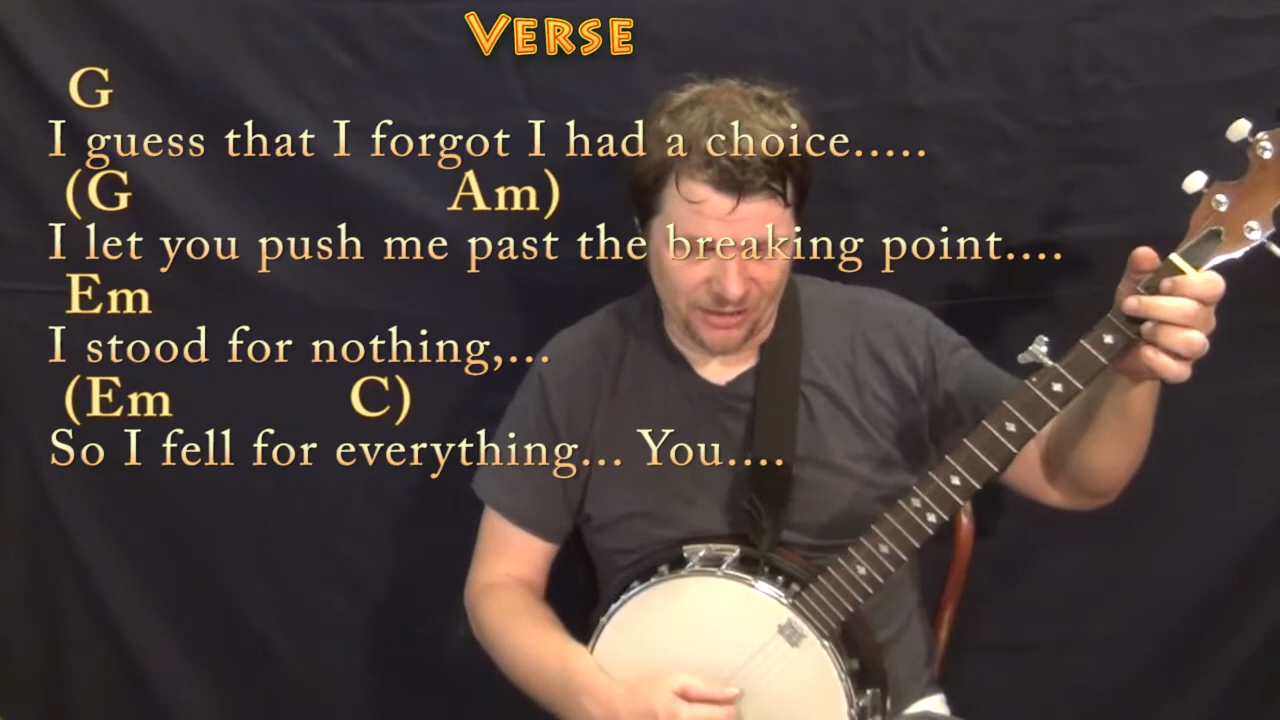 VERSE
G
I guess that I forgot I had a choice.....
(G Am)
I let you push me past the breaking point....
Em
I stood for nothing,...
(Em C)
So I fell for everything... You....